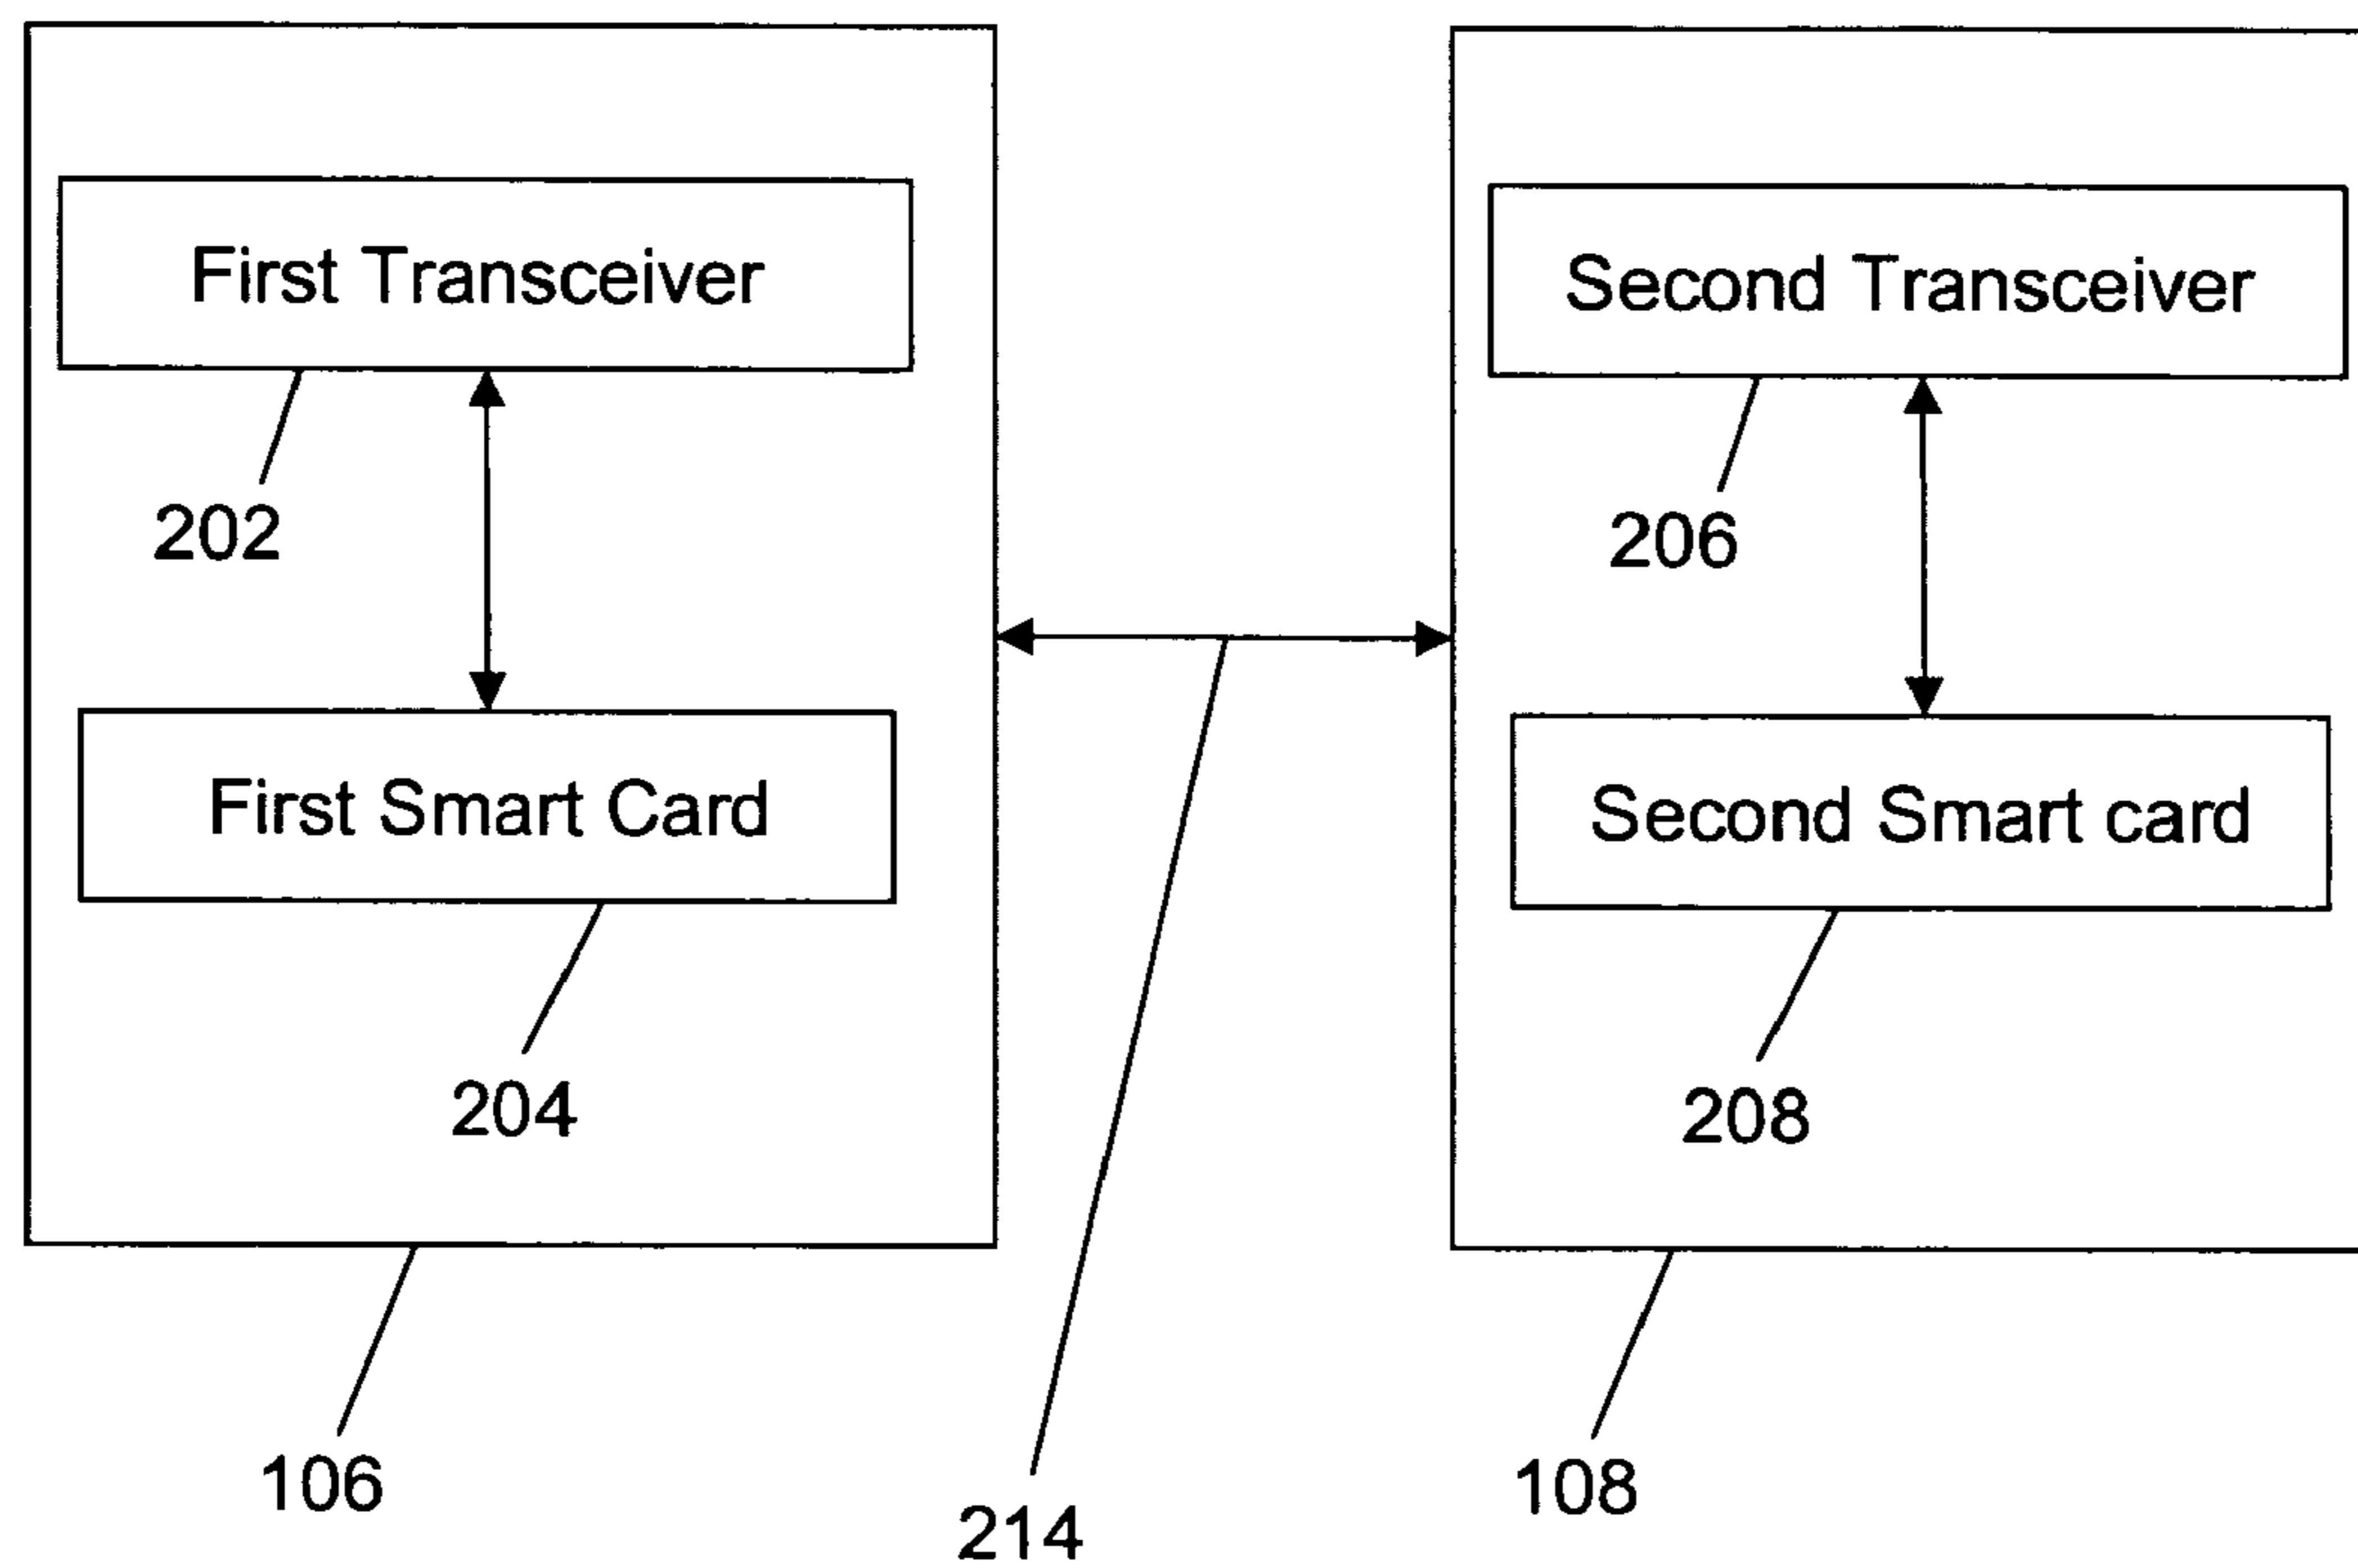 First Transceiver
Second Transceiver
202
206
First Smart Card
Second Smart card
204
208
106
108
214